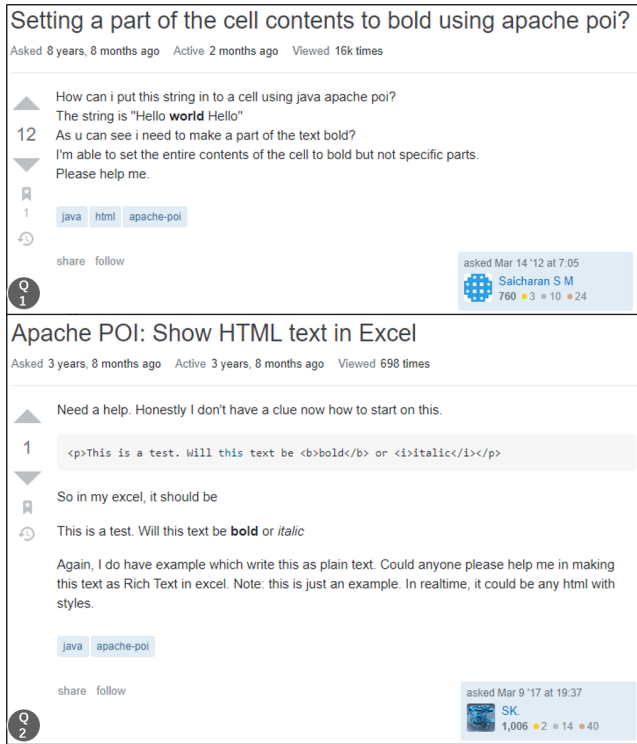 Setting a part of the cell contents to bold using apache poi?
Asked 8 years, 8 months ago Active 2 months ago Viewed 16k times
How can i put this string in to a cell using java apache poi?
The string is "Hello world Hello"
12 As u can see i need to make a part of the text bold?
I'm able to set the entire contents of the cell to bold but not specific parts.
Please help me.
1
java html apache-poi
share follow
asked Mar 14 '12 at 7:05
Saicharan S M
760 3 10 24
Q
1
Apache POI: Show HTML text in Excel
Asked 3 years, 8 months ago Active 3 years, 8 months ago Viewed 698 times
Need a help. Honestly I don't have a clue now how to start on this.
1
<p>This is a test. Will this text be <b>bold</b> or <i>italic</i></p>
So in my excel, it should be
This is a test. Will this text be bold or italic
Again, I do have example which write this as plain text. Could anyone please help me in making
this text as Rich Text in excel. Note: this is just an example. In realtime, it could be any html with
styles.
java apache-poi
share follow
asked Mar 9 '17 at 19:37
SK.
1,006 2 14 40
Q
2